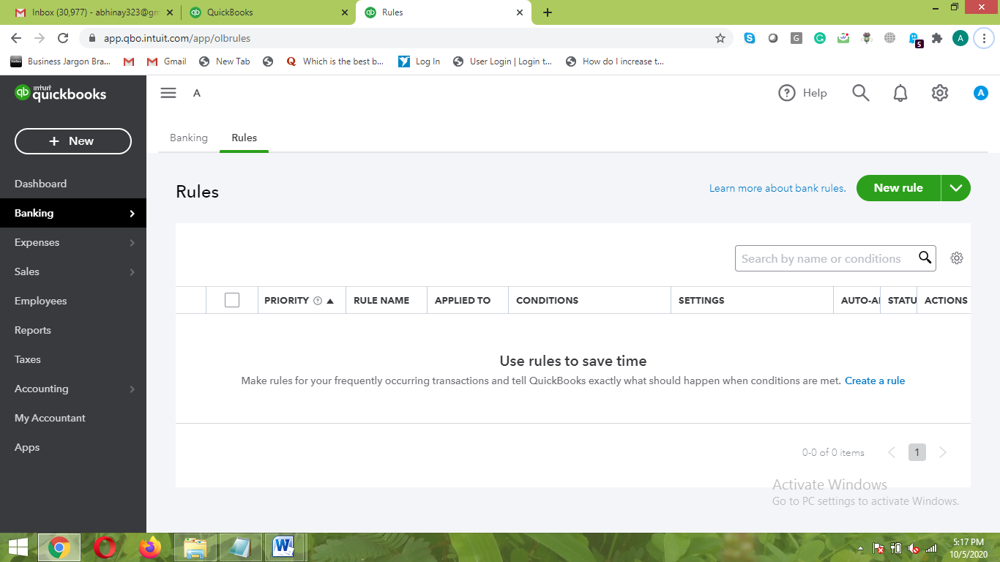 Inbox (30,977) - abhinay323@gm
QuickBooks
Rules
app.qbo.intuit.com/app/olbrules
A
5
Business Jargon Bra...
Gmail
New Tab
Which is the best b...
Log In
User Login | Login t...
How do I increase t...
intuit
quickbooks
A
Help
A
+ New
Banking
Rules
Dashboard
Banking
Expenses
Sales
Employees
Reports
Taxes
Accounting
My Accountant
Apps
Rules
Learn more about bank rules.
New rule
Search by name or conditions
PRIORITY
RULE NAME
APPLIED TO
CONDITIONS
SETTINGS
AUTO-A
STATU
ACTIONS
Use rules to save time
Make rules for your frequently occurring transactions and tell QuickBooks exactly what should happen when conditions are met. Create a rule
0-0 of 0 items
1
Activate Windows
Go to PC settings to activate Windows.
5:17 PM
10/5/2020